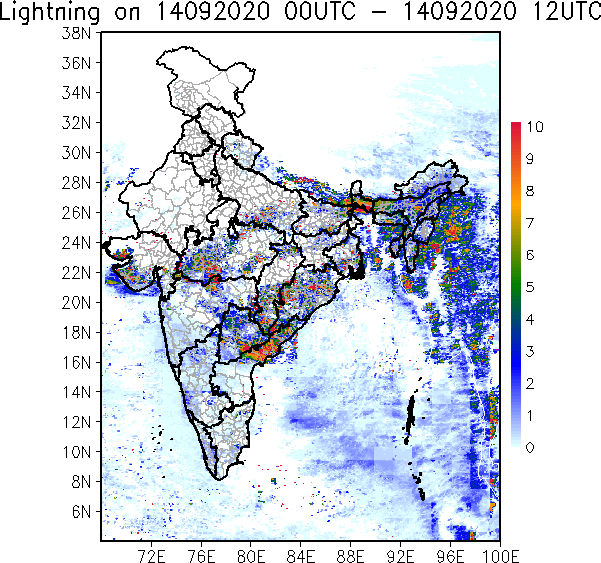 Lightning on 14092020 00UTC – 14092020 12UTC
38N
36N
34N
32N
30N
28N
26N
24N
22N
20N
18N
16N
14N
12N
10N
8N
6N
72E 76E 80E 84E 88E 92E 96E 100E
10
9
8
7
6
5
4
3
2
1
0